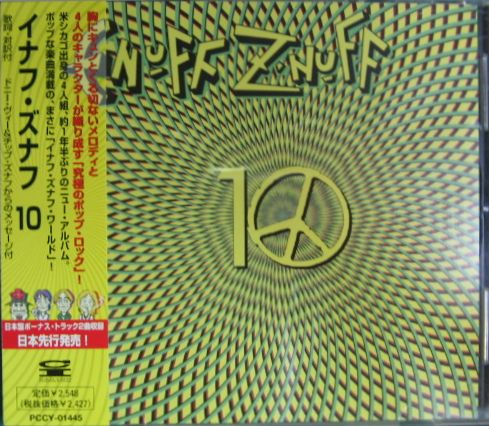 NUFF Z'NUFF
10
胸にキュンとくる切ないメロディと
4人のキャラクターが織り成す「究極のポップ・ロック」!
米シカゴ出身の4人組、約1年半ぶりのニュー・アルバム。
ポップな楽曲満載の、まさに「イナフ・ズナフ・ワールド」!
イナフ・ズナフ 10
歌詞・対訳付 ドニー・ヴィー&チップ・ズナフからのメッセージ付
日本盤ボーナス・トラック2曲収録
日本先行発売!
定価¥2,548
(税抜価格¥2,427)
PCCY-01445